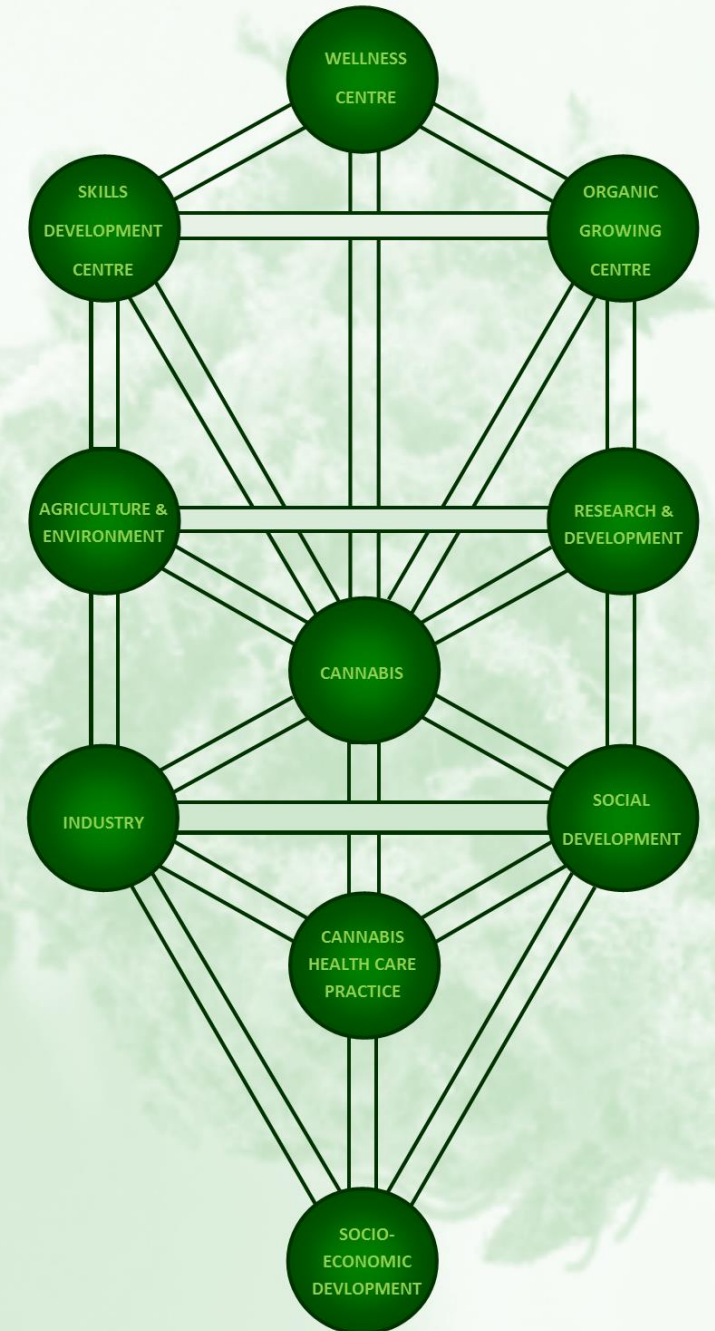 WELLNESS
CENTRE
SKILLS
DEVELOPMENT
CENTRE
ORGANIC
GROWING
CENTRE
AGRICULTURE &
ENVIRONMENT
RESEARCH &
DEVELOPMENT
CANNABIS
INDUSTRY
SOCIAL
DEVELOPMENT
CANNABIS
HEALTH CARE
PRACTICE
SOCIO-
ECONOMIC
DEVLOPMENT